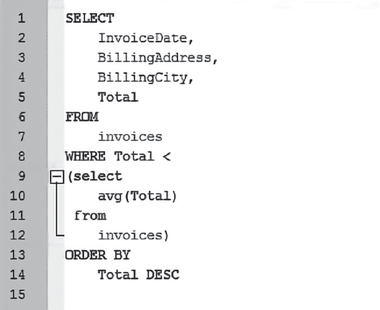 1 SELECT
2 InvoiceDate,
3 BillingAddress,
4 BillingCity,
5 Total
6 FROM
7 invoices
8 WHERE Total <
9 (select
10 avg(Total)
11 from
12 invoices)
13 ORDER BY
14 Total DESC
15